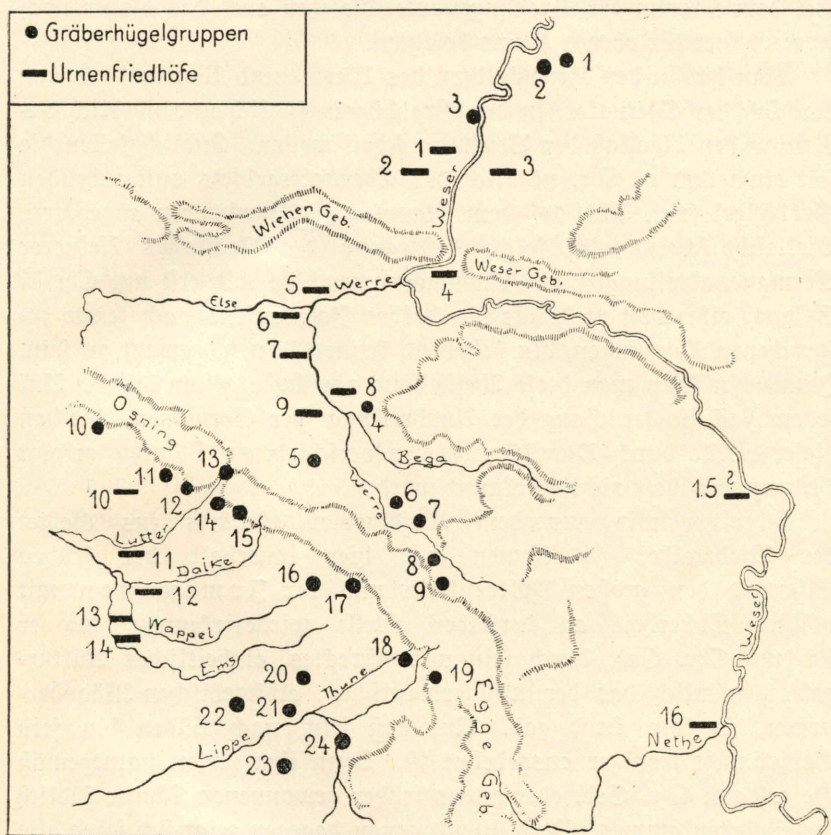 Gräberhügelgruppen
Urnenfriedhöfe
1
2
3
1
2
3
Weser
Wiehen Geb.
Weser Geb.
4
5
Werre
Else
6
7
8
4
9
Osning
10
5
Bega
13
11
12
10
14
15
Werre
6
7
15 ?
Lutter
11
Dalke
12
8
9
16
17
13
Wappel
14
Ems
Weser
18
19
20
Thune
22
21
Lippe
24
23
Egge Geb.
16
Nethe